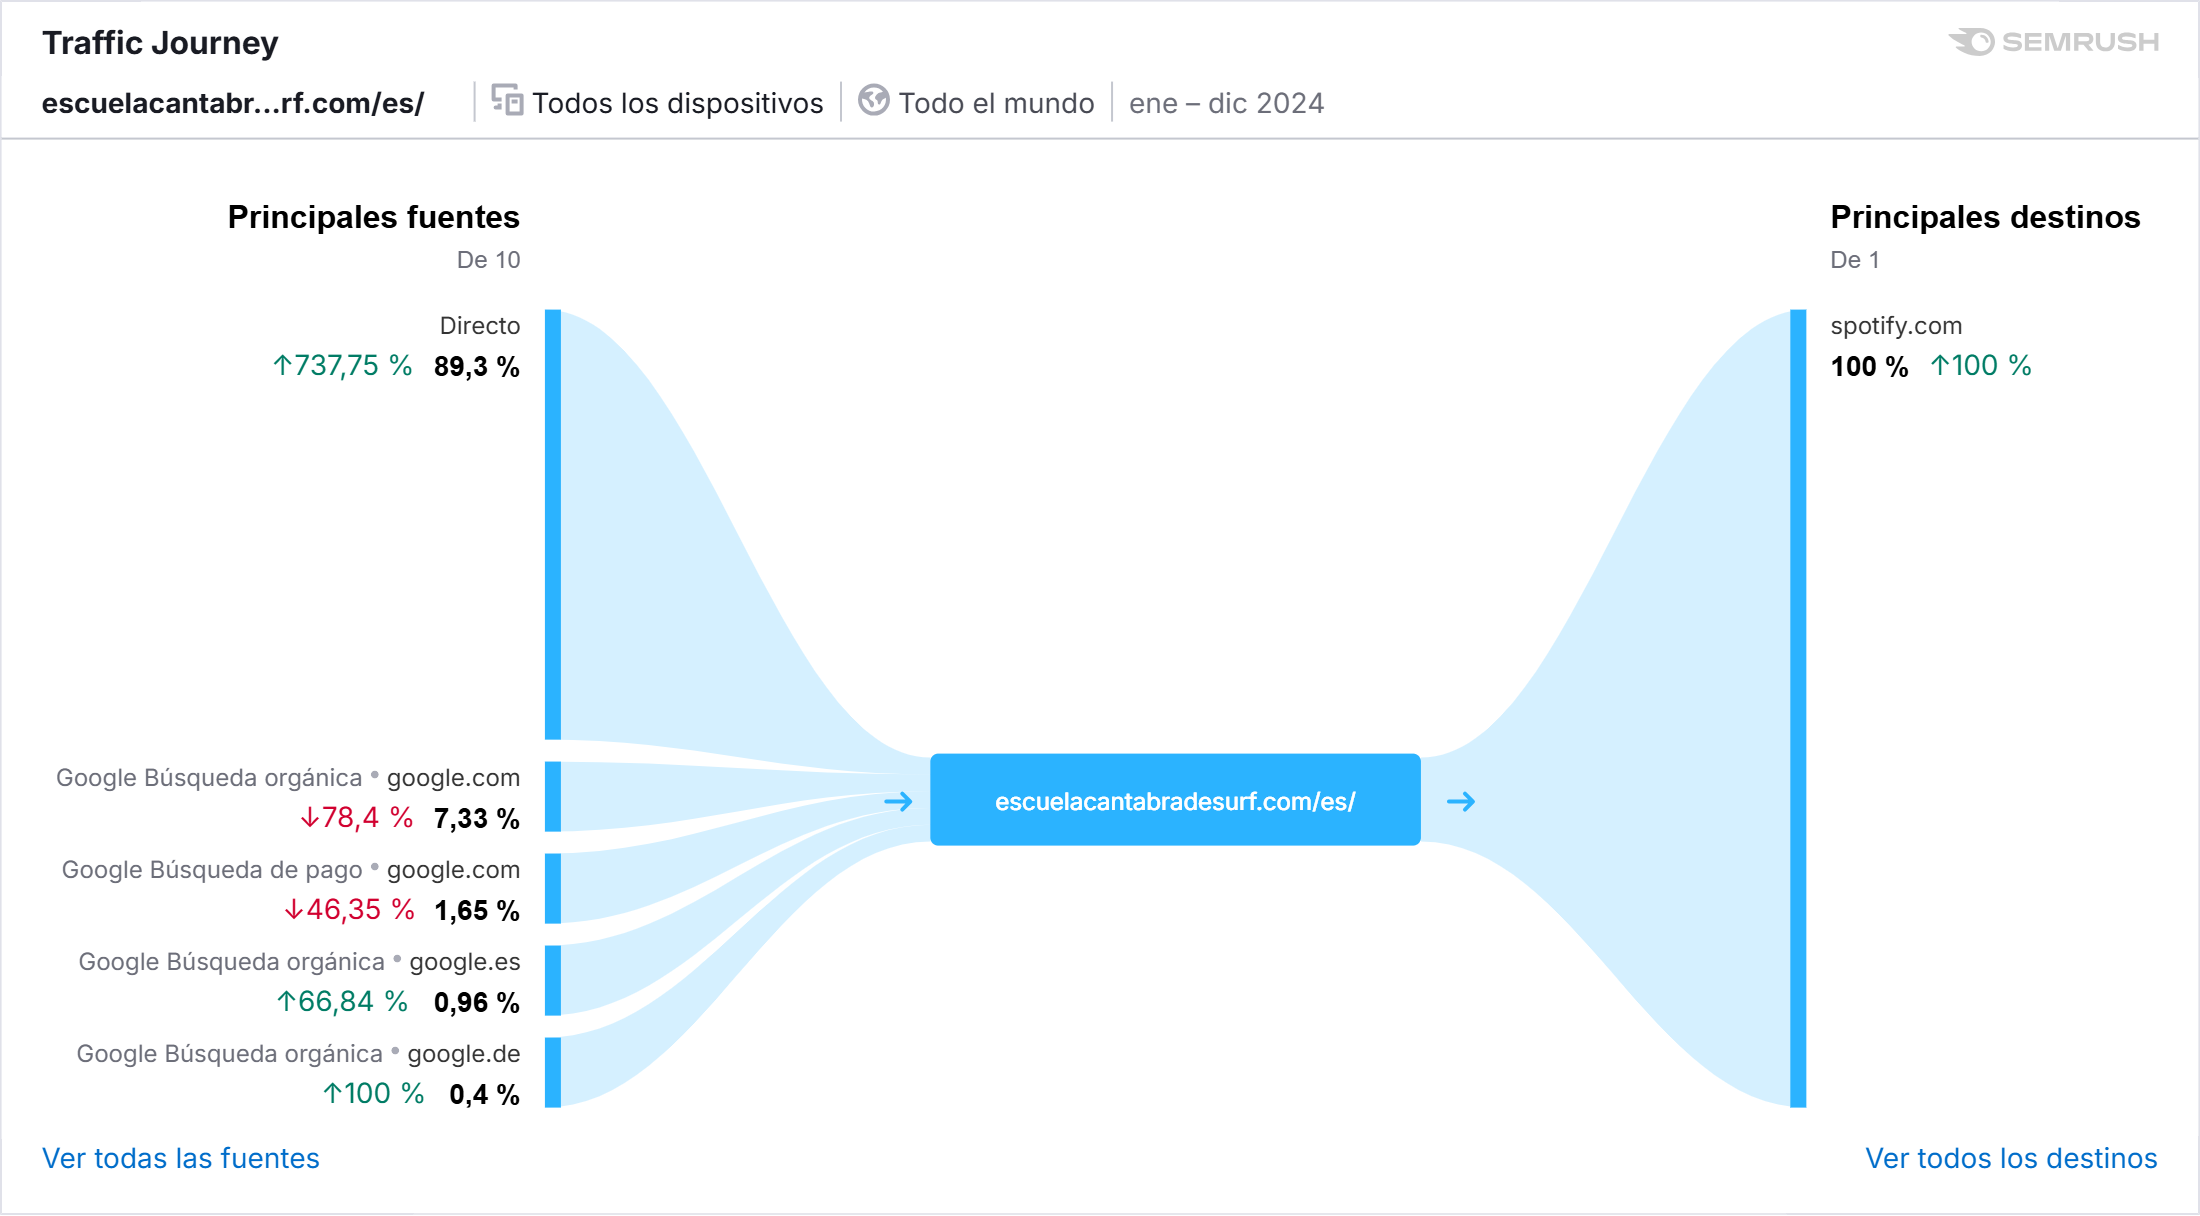 Traffic Journey
SEMRUSH
escuelacantabr...rf.com/es/
Todos los dispositivos
Todo el mundo
ene – dic 2024
Principales fuentes
De 10
Directo
↑737,75 % 89,3 %
Google Búsqueda orgánica • google.com
↓78,4 % 7,33 %
Google Búsqueda de pago • google.com
↓46,35 % 1,65 %
Google Búsqueda orgánica • google.es
↑66,84 % 0,96 %
Google Búsqueda orgánica • google.de
↑100 % 0,4 %
Ver todas las fuentes
escuelacantabradesurf.com/es/
Principales destinos
De 1
spotify.com
100 % ↑100 %
Ver todos los destinos